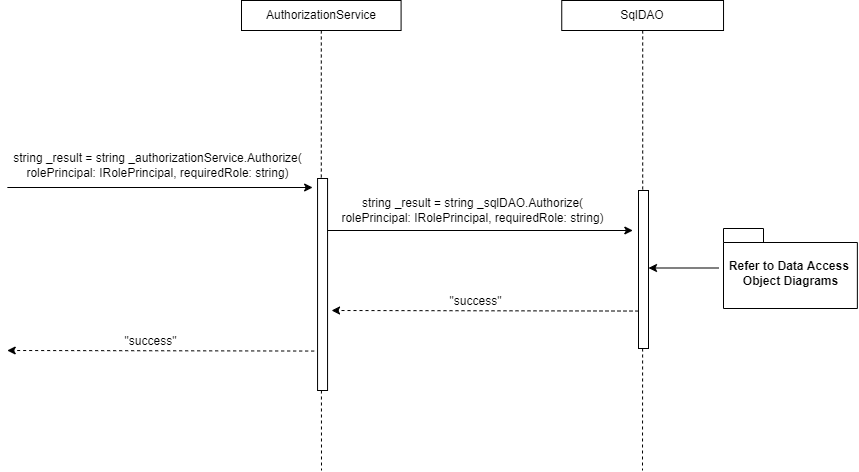 AuthorizationService
SqlDAO
string _result = string _authorizationService.Authorize(
rolePrincipal: IRolePrincipal, requiredRole: string)
string _result = string _sqlDAO.Authorize(
rolePrincipal: IRolePrincipal, requiredRole: string)
Refer to Data Access
Object Diagrams
"success"
"success"